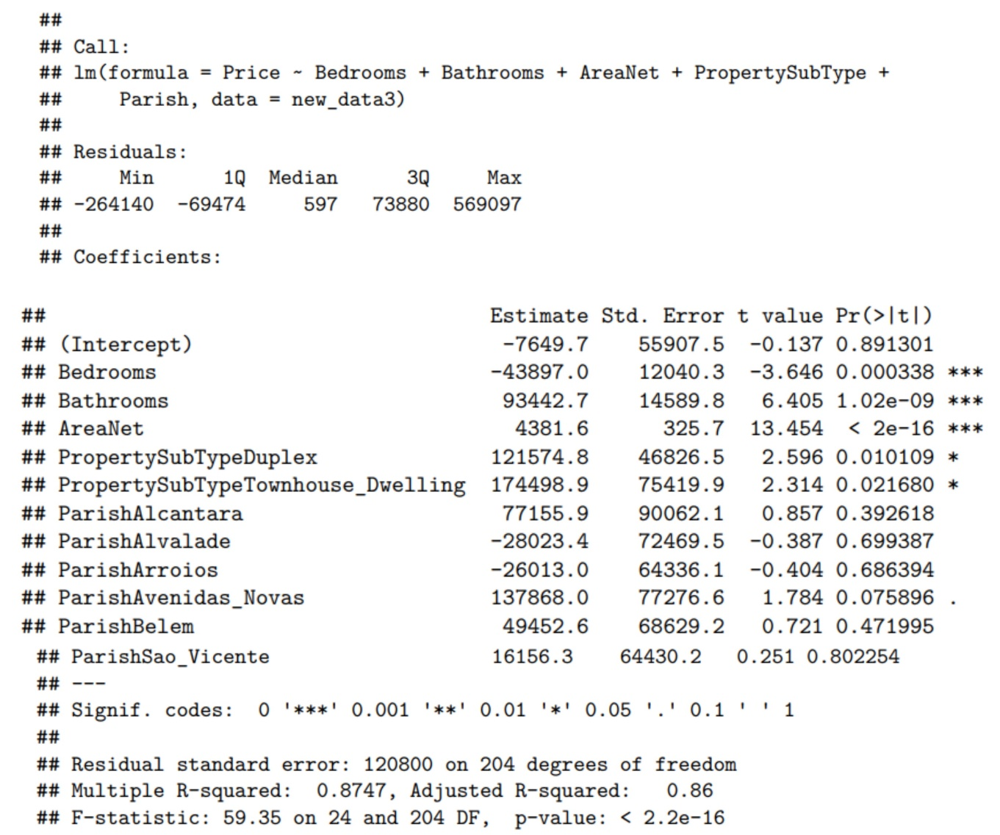 ##
## Call:
## lm(formula = Price ~ Bedrooms + Bathrooms + AreaNet + PropertySubType +
##     Parish, data = new_data3)
##
## Residuals:
##     Min      1Q  Median      3Q     Max
## -264140  -69474     597   73880  569097
##
## Coefficients:
##                                     Estimate Std. Error t value Pr(>|t|)
## (Intercept)                          -7649.7    55907.5  -0.137 0.891301
## Bedrooms                            -43897.0    12040.3  -3.646 0.000338 ***
## Bathrooms                            93442.7    14589.8   6.405 1.02e-09 ***
## AreaNet                               4381.6      325.7  13.454  < 2e-16 ***
## PropertySubTypeDuplex               121574.8    46826.5   2.596 0.010109 *
## PropertySubTypeTownhouse_Dwelling   174498.9    75419.9   2.314 0.021680 *
## ParishAlcantara                      77155.9    90062.1   0.857 0.392618
## ParishAlvalade                      -28023.4    72469.5  -0.387 0.699387
## ParishArroios                       -26013.0    64336.1  -0.404 0.686394
## ParishAvenidas_Novas                137868.0    77276.6   1.784 0.075896 .
## ParishBelem                          49452.6    68629.2   0.721 0.471995
## ParishSao_Vicente                    16156.3    64430.2   0.251 0.802254
## ---
## Signif. codes:  0 '***' 0.001 '**' 0.01 '*' 0.05 '.' 0.1 ' ' 1
##
## Residual standard error: 120800 on 204 degrees of freedom
## Multiple R-squared:  0.8747, Adjusted R-squared:   0.86
## F-statistic: 59.35 on 24 and 204 DF,  p-value: < 2.2e-16